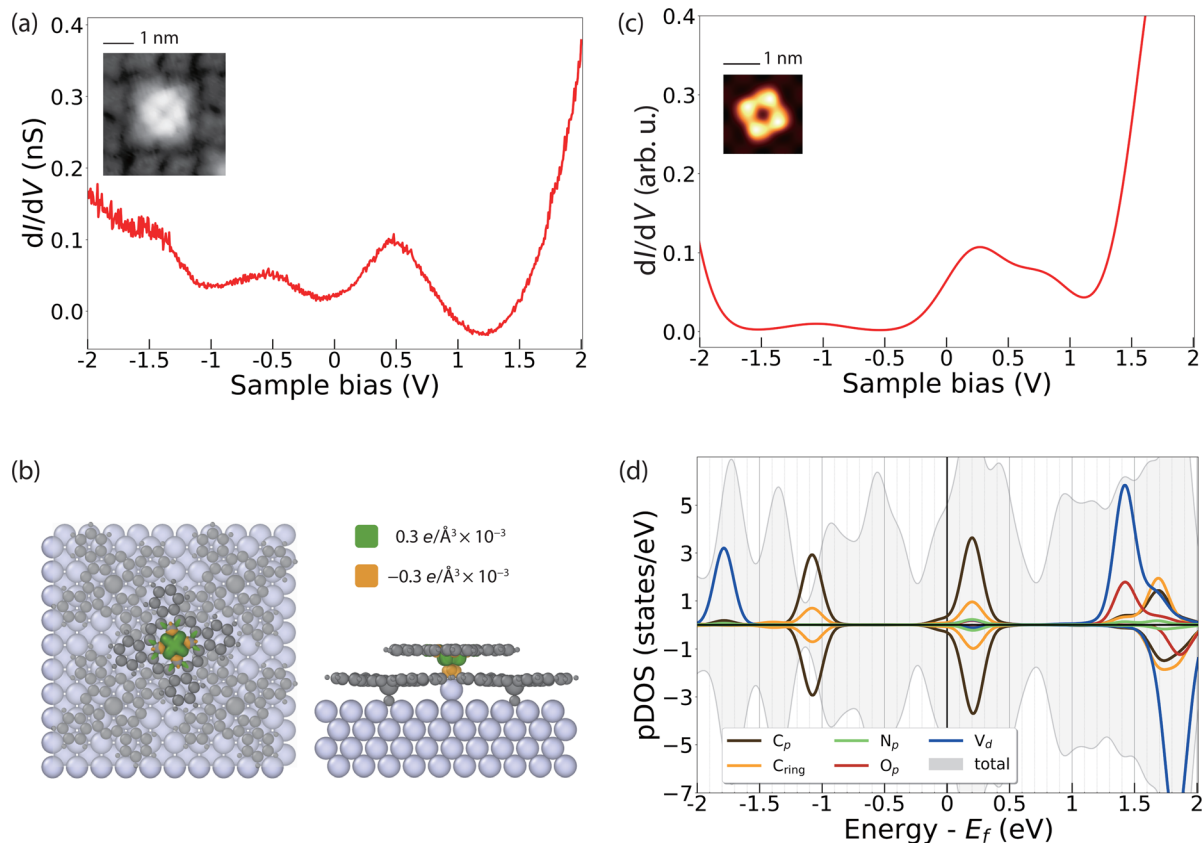 (a)
1 nm
0.4
0.3
0.2
0.1
0.0
dI/dV (nS)
-2 -1.5 -1 -0.5 0 0.5 1 1.5 2
Sample bias (V)
(c)
1 nm
0.4
0.3
0.2
0.1
0.0
dI/dV (arb. u.)
-2 -1.5 -1 -0.5 0 0.5 1 1.5 2
Sample bias (V)
(b)
0.3 e/Å³ × 10⁻³
−0.3 e/Å³ × 10⁻³
(d)
5
3
1
-1
-3
-5
-7
pDOS (states/eV)
Cₚ Nₚ V_d
C_ring Oₚ total
-2 -1.5 -1 -0.5 0 0.5 1 1.5 2
Energy - E_f (eV)